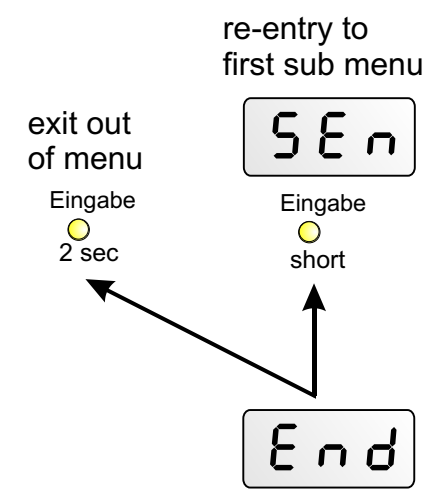 re-entry to
first sub menu
SEn
exit out
of menu
Eingabe
2 sec
Eingabe
short
End